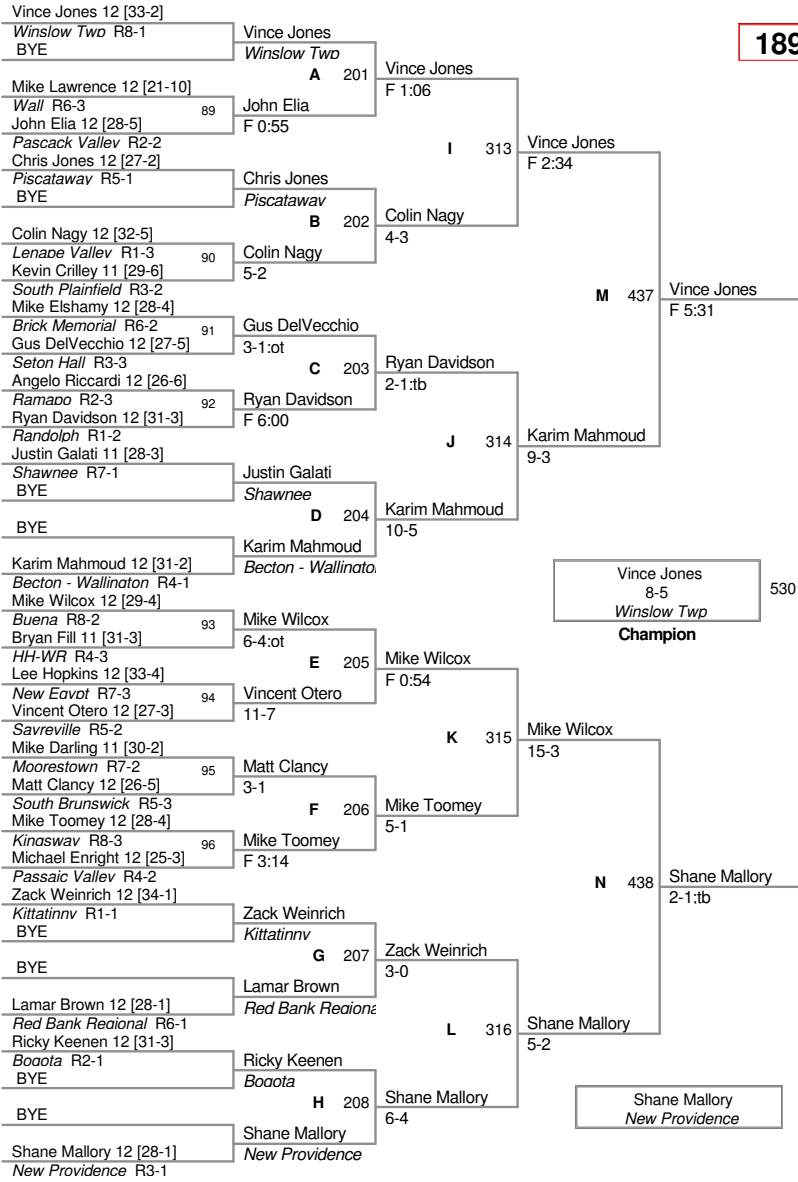 Vince Jones 12 [33-2]
Winslow Twp R8-1
BYE
Mike Lawrence 12 [21-10]
Wall R6-3
John Elia 12 [28-5]
Pascack Valley R2-2
Chris Jones 12 [27-2]
Piscataway R5-1
BYE
Colin Nagy 12 [32-5]
Lenape Valley R1-3
Kevin Crilley 11 [29-6]
South Plainfield R3-2
Mike Elshamy 12 [28-4]
Brick Memorial R6-2
Gus DelVecchio 12 [27-5]
Seton Hall R3-3
Angelo Riccardi 12 [26-6]
Ramapo R2-3
Ryan Davidson 12 [31-3]
Randolph R1-2
Justin Galati 11 [28-3]
Shawnee R7-1
BYE
BYE
Karim Mahmoud 12 [31-2]
Becton - Wallington R4-1
Mike Wilcox 12 [29-4]
Buena R8-2
Bryan Fill 11 [31-3]
HH-WR R4-3
Lee Hopkins 12 [33-4]
New Egypt R7-3
Vincent Otero 12 [27-3]
Sayreville R5-2
Mike Darling 11 [30-2]
Moorestown R7-2
Matt Clancy 12 [26-5]
South Brunswick R5-3
Mike Toomey 12 [28-4]
Kingsway R8-3
Michael Enright 12 [25-3]
Passaic Valley R4-2
Zack Weinrich 12 [34-1]
Kittatinny R1-1
BYE
BYE
Lamar Brown 12 [28-1]
Red Bank Regional R6-1
Ricky Keenen 12 [31-3]
Bogota R2-1
BYE
BYE
Shane Mallory 12 [28-1]
New Providence R3-1
89
90
91
92
93
94
95
96
Vince Jones
Winslow Twp
A 201
John Elia
F 0:55
Chris Jones
Piscataway
B 202
Colin Nagy
5-2
Gus DelVecchio
3-1:ot
C 203
Ryan Davidson
F 6:00
Justin Galati
Shawnee
D 204
Karim Mahmoud
Becton - Wallingto
Mike Wilcox
6-4:ot
E 205
Vincent Otero
11-7
Matt Clancy
3-1
F 206
Mike Toomey
F 3:14
Zack Weinrich
Kittatinny
G 207
Lamar Brown
Red Bank Regiona
Ricky Keenen
Bogota
H 208
Shane Mallory
New Providence
Vince Jones
F 1:06
I 313
Colin Nagy
4-3
Ryan Davidson
2-1:tb
J 314
Karim Mahmoud
10-5
Mike Wilcox
F 0:54
K 315
Mike Toomey
5-1
Zack Weinrich
3-0
L 316
Shane Mallory
6-4
Vince Jones
F 2:34
M 437
Karim Mahmoud
9-3
Mike Wilcox
15-3
N 438
Shane Mallory
5-2
189
Vince Jones
F 5:31
Vince Jones
8-5
Winslow Twp
530
Champion
Shane Mallory
2-1:tb
Shane Mallory
New Providence